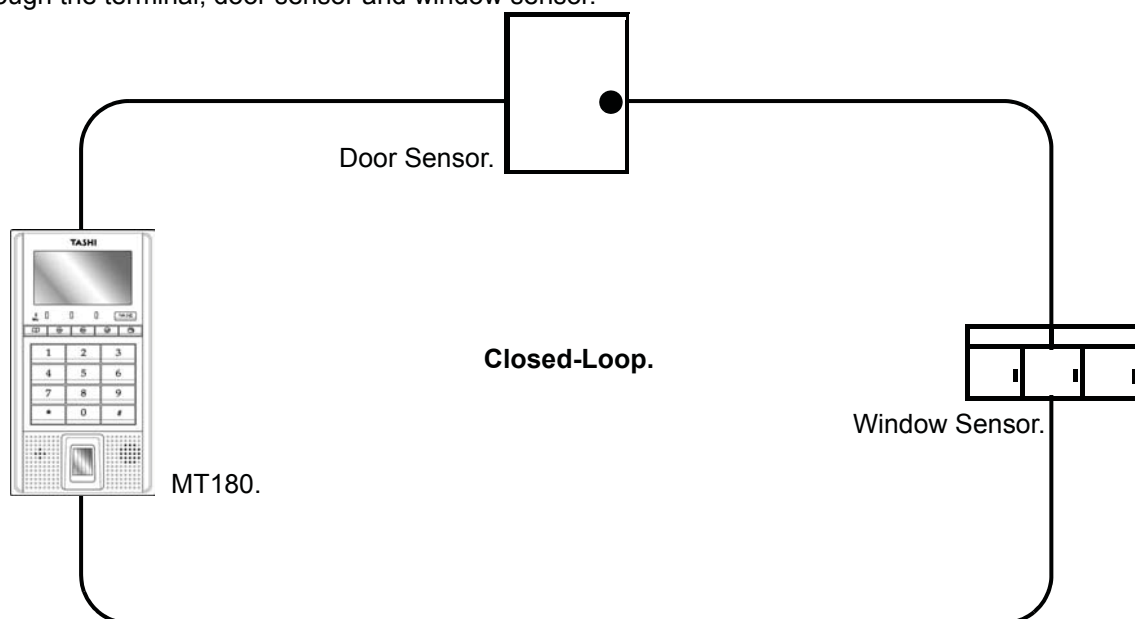 ough the terminal, door sensor and window sensor.
Door Sensor.
TASHI
1 2 3
4 5 6
7 8 9
* 0 #
Closed-Loop.
Window Sensor.
MT180.